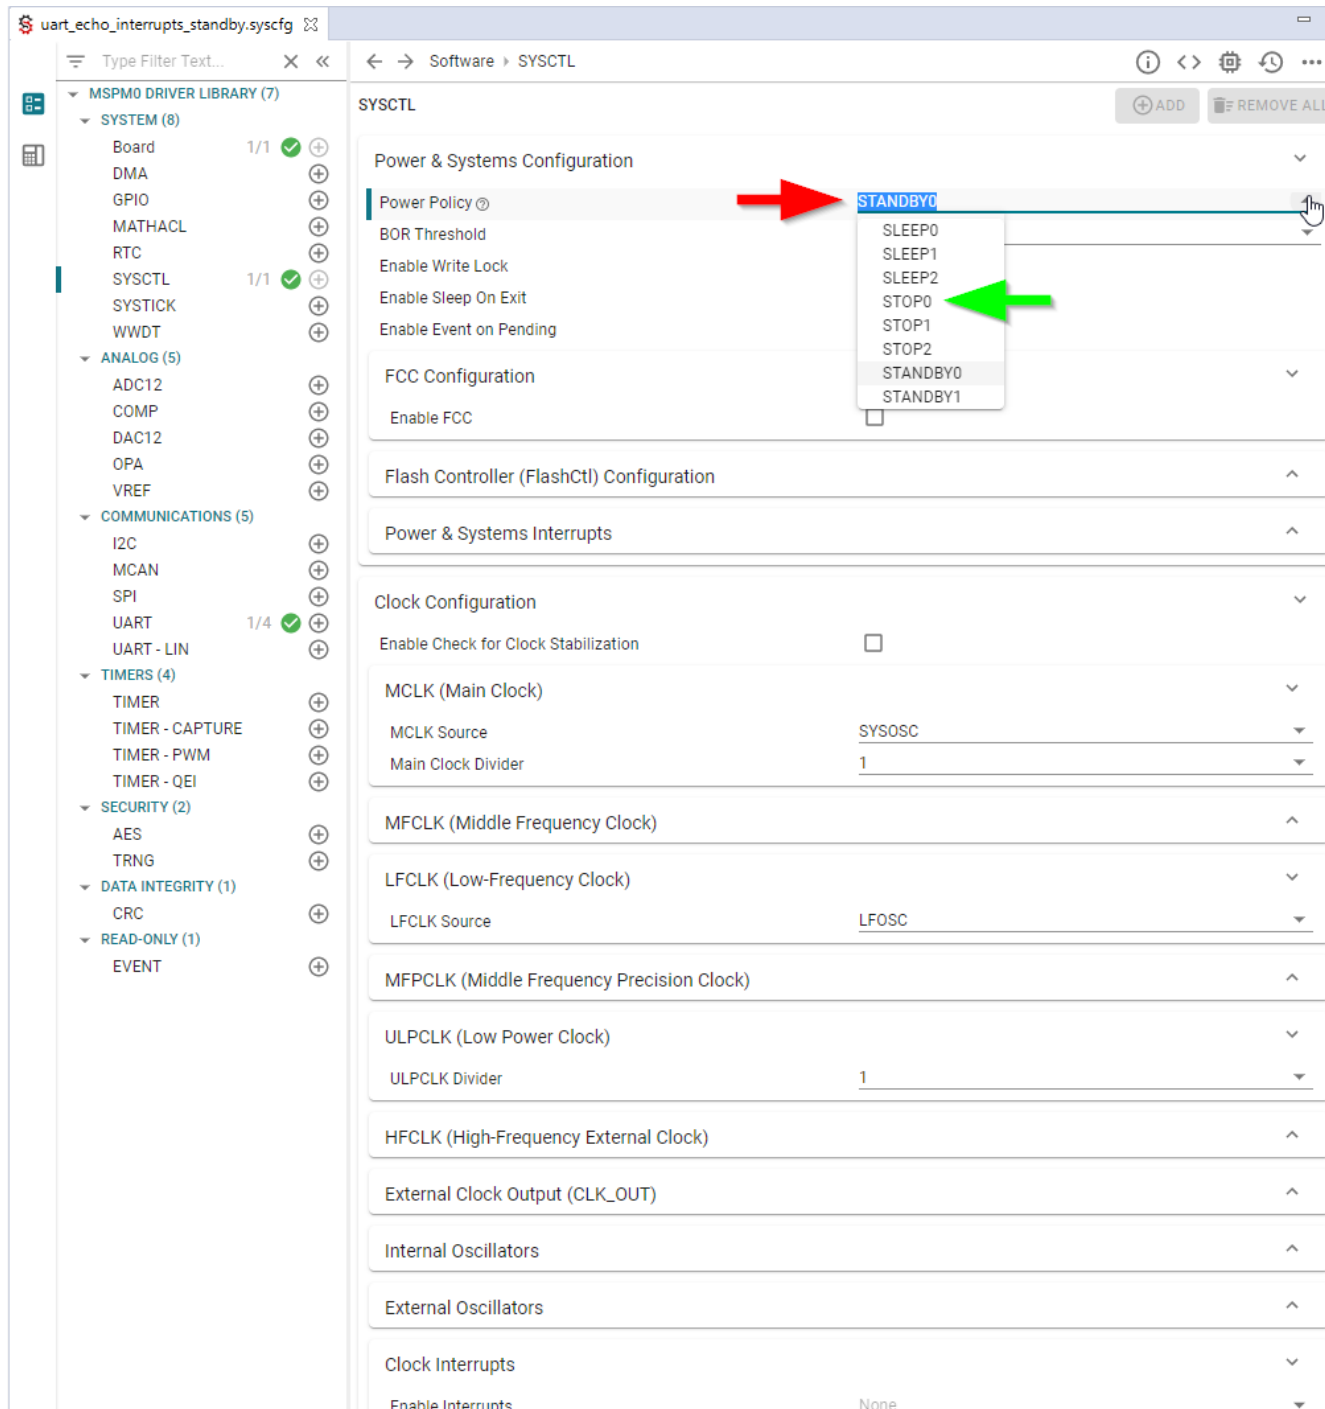 uart_echo_interrupts_standby.syscfg
Type Filter Text...
Software SYSCTL
MSPM0 DRIVER LIBRARY (7)
SYSTEM (8)
Board 1/1
DMA
GPIO
MATHACL
RTC
SYSCTL 1/1
SYSTICK
WWDT
ANALOG (5)
ADC12
COMP
DAC12
OPA
VREF
COMMUNICATIONS (5)
I2C
MCAN
SPI
UART 1/4
UART - LIN
TIMERS (4)
TIMER
TIMER - CAPTURE
TIMER - PWM
TIMER - QEI
SECURITY (2)
AES
TRNG
DATA INTEGRITY (1)
CRC
READ-ONLY (1)
EVENT
SYSCTL
ADD
REMOVE ALL
Power & Systems Configuration
Power Policy STANDBY0
BOR Threshold
Enable Write Lock
Enable Sleep On Exit
Enable Event on Pending
SLEEP0
SLEEP1
SLEEP2
STOP0
STOP1
STOP2
STANDBY0
STANDBY1
FCC Configuration
Enable FCC
Flash Controller (FlashCtl) Configuration
Power & Systems Interrupts
Clock Configuration
Enable Check for Clock Stabilization
MCLK (Main Clock)
MCLK Source SYSOSC
Main Clock Divider 1
MFCLK (Middle Frequency Clock)
LFCLK (Low-Frequency Clock)
LFCLK Source LFOSC
MFPCLK (Middle Frequency Precision Clock)
ULPCLK (Low Power Clock)
ULPCLK Divider 1
HFCLK (High-Frequency External Clock)
External Clock Output (CLK_OUT)
Internal Oscillators
External Oscillators
Clock Interrupts
Enable Interrupts None